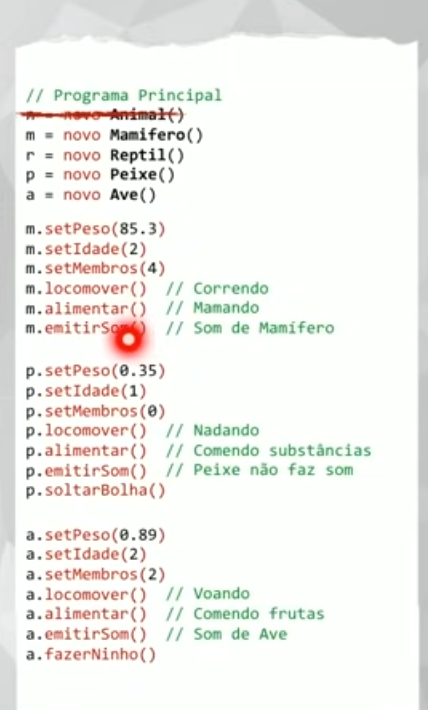 // Programa Principal
n = novo Animal()
m = novo Mamifero()
r = novo Reptil()
p = novo Peixe()
a = novo Ave()
m.setPeso(85.3)
m.setIdade(2)
m.setMembros(4)
m.locomover() // Correndo
m.alimentar() // Mamando
m.emitirSom() // Som de Mamífero
p.setPeso(0.35)
p.setIdade(1)
p.setMembros(0)
p.locomover() // Nadando
p.alimentar() // Comendo substâncias
p.emitirSom() // Peixe não faz som
p.soltarBolha()
a.setPeso(0.89)
a.setIdade(2)
a.setMembros(2)
a.locomover() // Voando
a.alimentar() // Comendo frutas
a.emitirSom() // Som de Ave
a.fazerNinho()